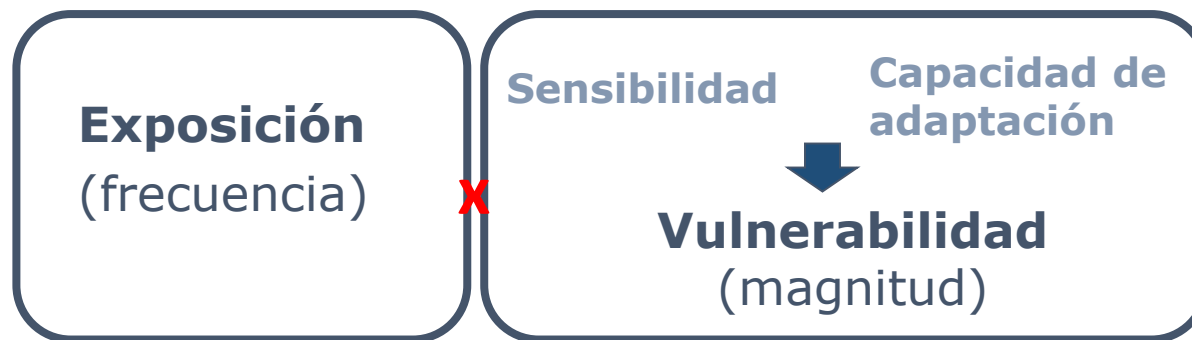 Exposición
(frecuencia)
X
Sensibilidad
Capacidad de
adaptación
Vulnerabilidad
(magnitud)